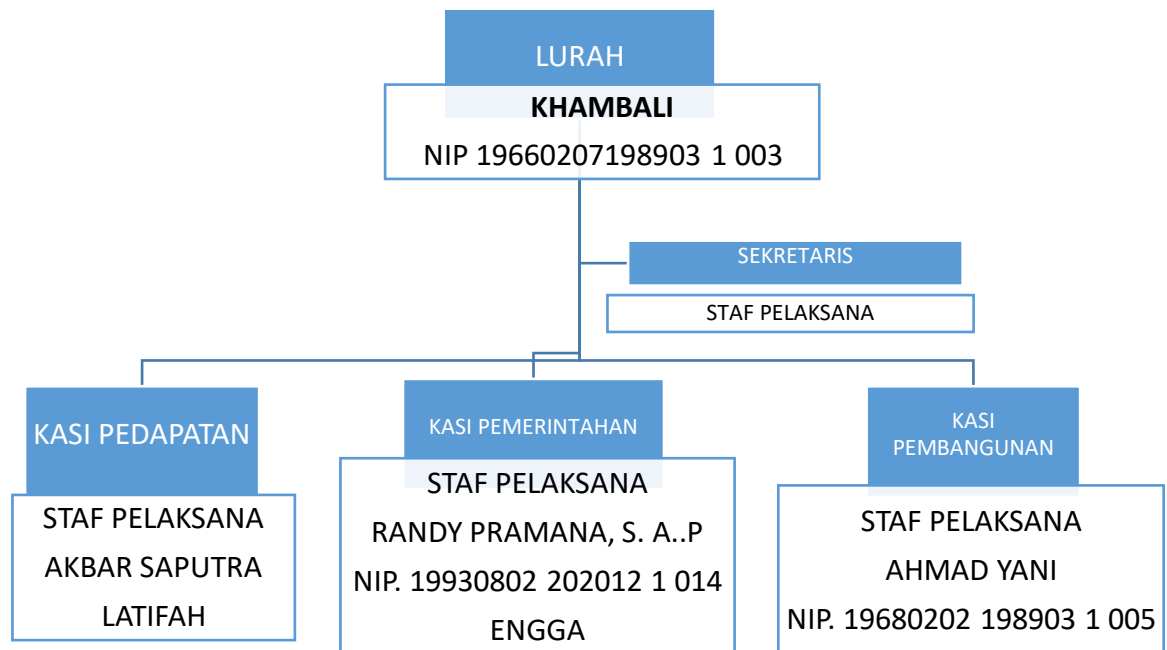 LURAH
KHAMBALI
NIP 19660207198903 1 003
SEKRETARIS
STAF PELAKSANA
KASI PEDAPATAN
STAF PELAKSANA
AKBAR SAPUTRA
LATIFAH
KASI PEMERINTAHAN
STAF PELAKSANA
RANDY PRAMANA, S. A..P
NIP. 19930802 202012 1 014
ENGGA
KASI
PEMBANGUNAN
STAF PELAKSANA
AHMAD YANI
NIP. 19680202 198903 1 005